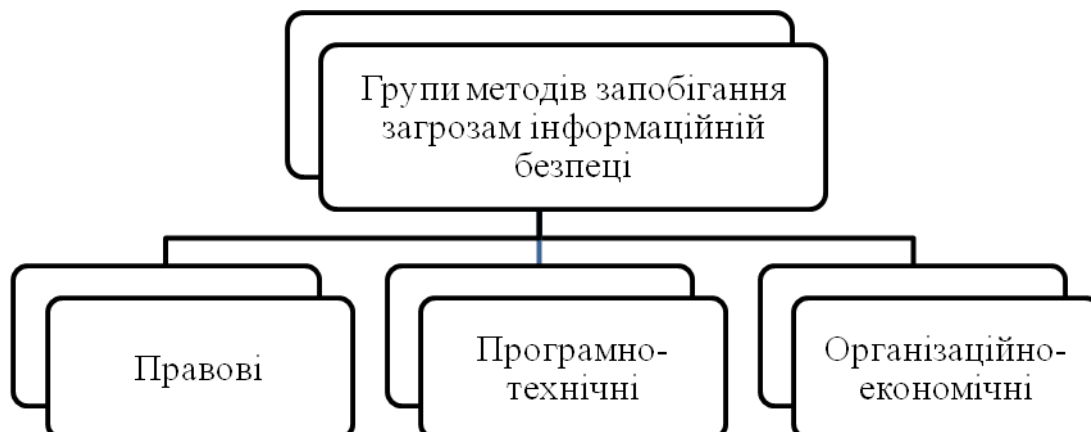 Групи методів запобігання
загрозам інформаційній
безпеці
Правові
Програмно-
технічні
Організаційно-
економічні